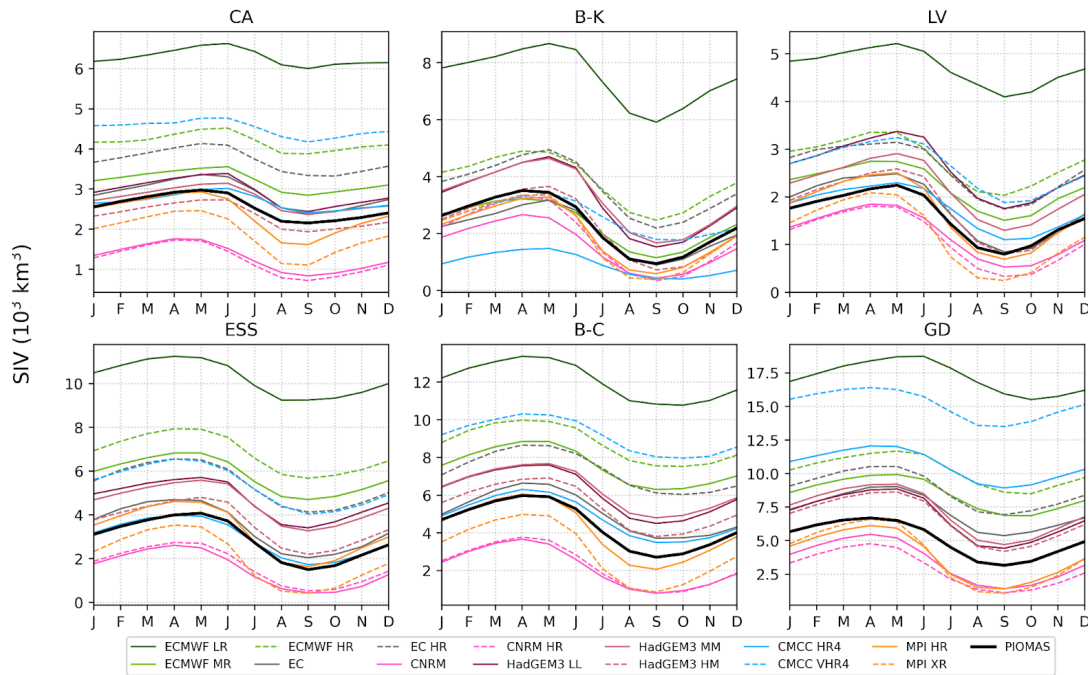 CA
B-K
LV
6
5
4
3
2
1
J F M A M J J A S O N D
8
6
4
2
0
J F M A M J J A S O N D
5
4
3
2
1
0
J F M A M J J A S O N D
SIV (10³ km³)
ESS
B-C
GD
10
8
6
4
2
0
J F M A M J J A S O N D
12
10
8
6
4
2
J F M A M J J A S O N D
17.5
15.0
12.5
10.0
7.5
5.0
2.5
J F M A M J J A S O N D
ECMWF LR ECMWF HR EC HR CNRM HR HadGEM3 MM CMCC HR4 MPI HR PIOMAS
ECMWF MR EC CNRM HadGEM3 LL HadGEM3 HM CMCC VHR4 MPI XR